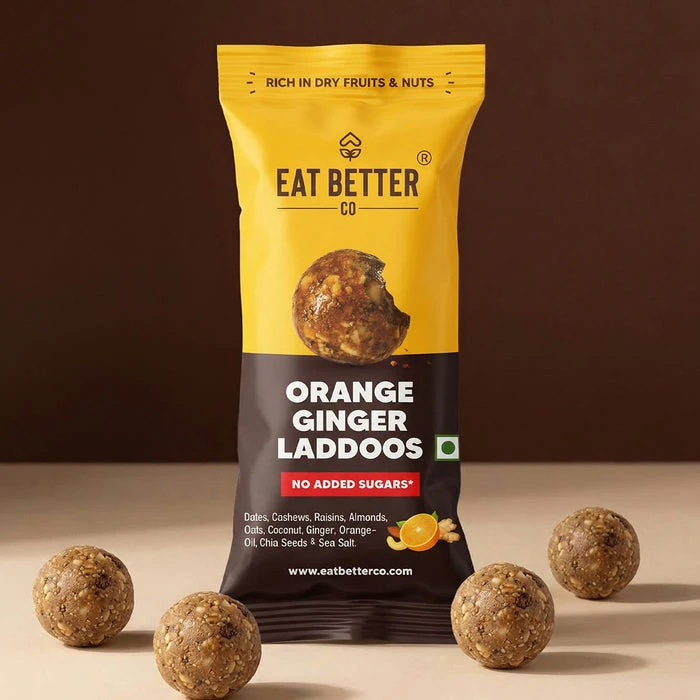 RICH IN DRY FRUITS & NUTS
EAT BETTER®
CO
ORANGE
GINGER
LADDOOS
NO ADDED SUGARS*
Dates, Cashews, Raisins, Almonds,
Oats, Coconut, Ginger, Orange-
Oil, Chia Seeds & Sea Salt.
www.eatbetterco.com